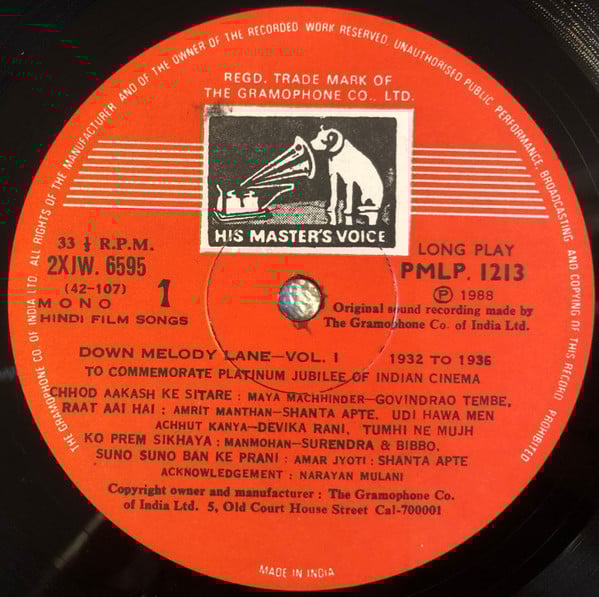 THE GRAMOPHONE CO. OF INDIA LTD. ALL RIGHTS OF THE MANUFACTURER AND OF THE OWNER OF THE RECORDED WORK RESERVED, UNAUTHORISED PUBLIC PERFORMANCE, BROADCASTING AND COPYING OF THIS RECORD PROHIBITED
REGD. TRADE MARK OF
THE GRAMOPHONE CO., LTD.
HIS MASTER'S VOICE
33 ⅓ R.P.M.
2XJW. 6595
(42-107)
MONO
1
HINDI FILM SONGS
LONG PLAY
PMLP. 1213
℗ 1988
Original sound recording made by
The Gramophone Co. of India Ltd.
DOWN MELODY LANE—VOL. I 1932 TO 1936
TO COMMEMORATE PLATINUM JUBILEE OF INDIAN CINEMA
CHHOD AAKASH KE SITARE : MAYA MACHHINDER—GOVINDRAO TEMBE,
RAAT AAI HAI : AMRIT MANTHAN—SHANTA APTE, UDI HAWA MEN
ACHHUT KANYA—DEVIKA RANI, TUMHI NE MUJH
KO PREM SIKHAYA : MANMOHAN—SURENDRA & BIBBO,
SUNO SUNO BAN KE PRANI : AMAR JYOTI : SHANTA APTE
ACKNOWLEDGEMENT : NARAYAN MULANI
Copyright owner and manufacturer : The Gramophone Co.
of India Ltd. 5, Old Court House Street Cal-700001
MADE IN INDIA